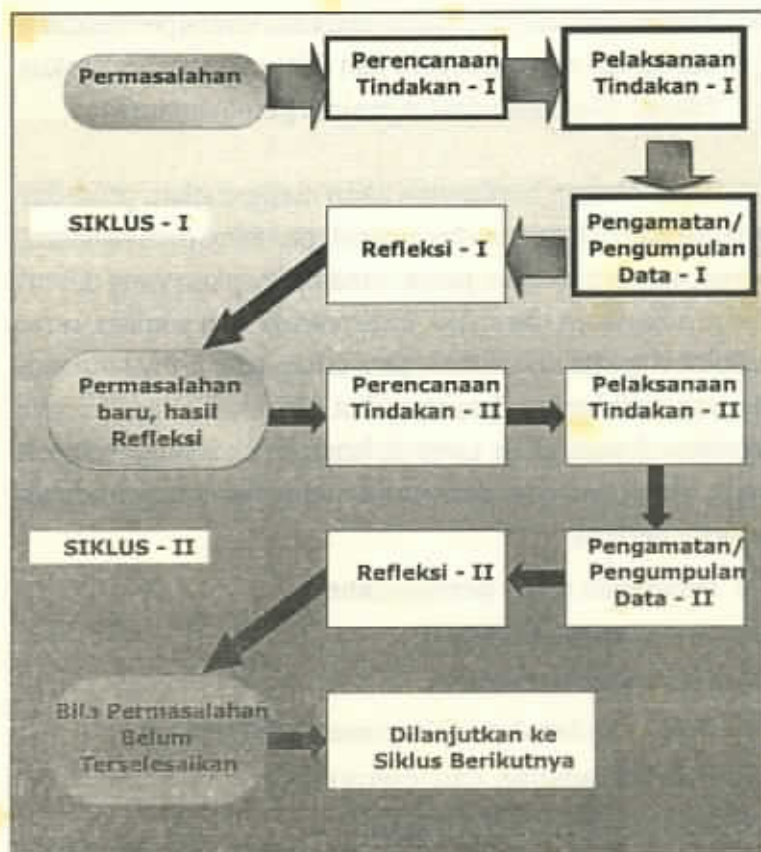 Permasalahan
Perencanaan
Tindakan - I
Pelaksanaan
Tindakan - I
SIKLUS - I
Refleksi - I
Pengamatan/
Pengumpulan
Data - I
Permasalahan
baru, hasil
Refleksi
Perencanaan
Tindakan - II
Pelaksanaan
Tindakan - II
SIKLUS - II
Refleksi - II
Pengamatan/
Pengumpulan
Data - II
Bila Permasalahan
Belum
Terselesaikan
Dilanjutkan ke
Siklus Berikutnya